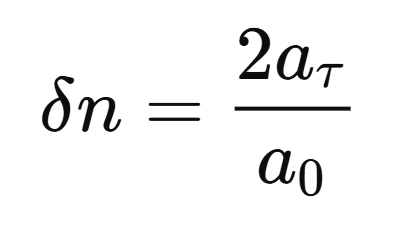 δn = 2a_τ / a_0